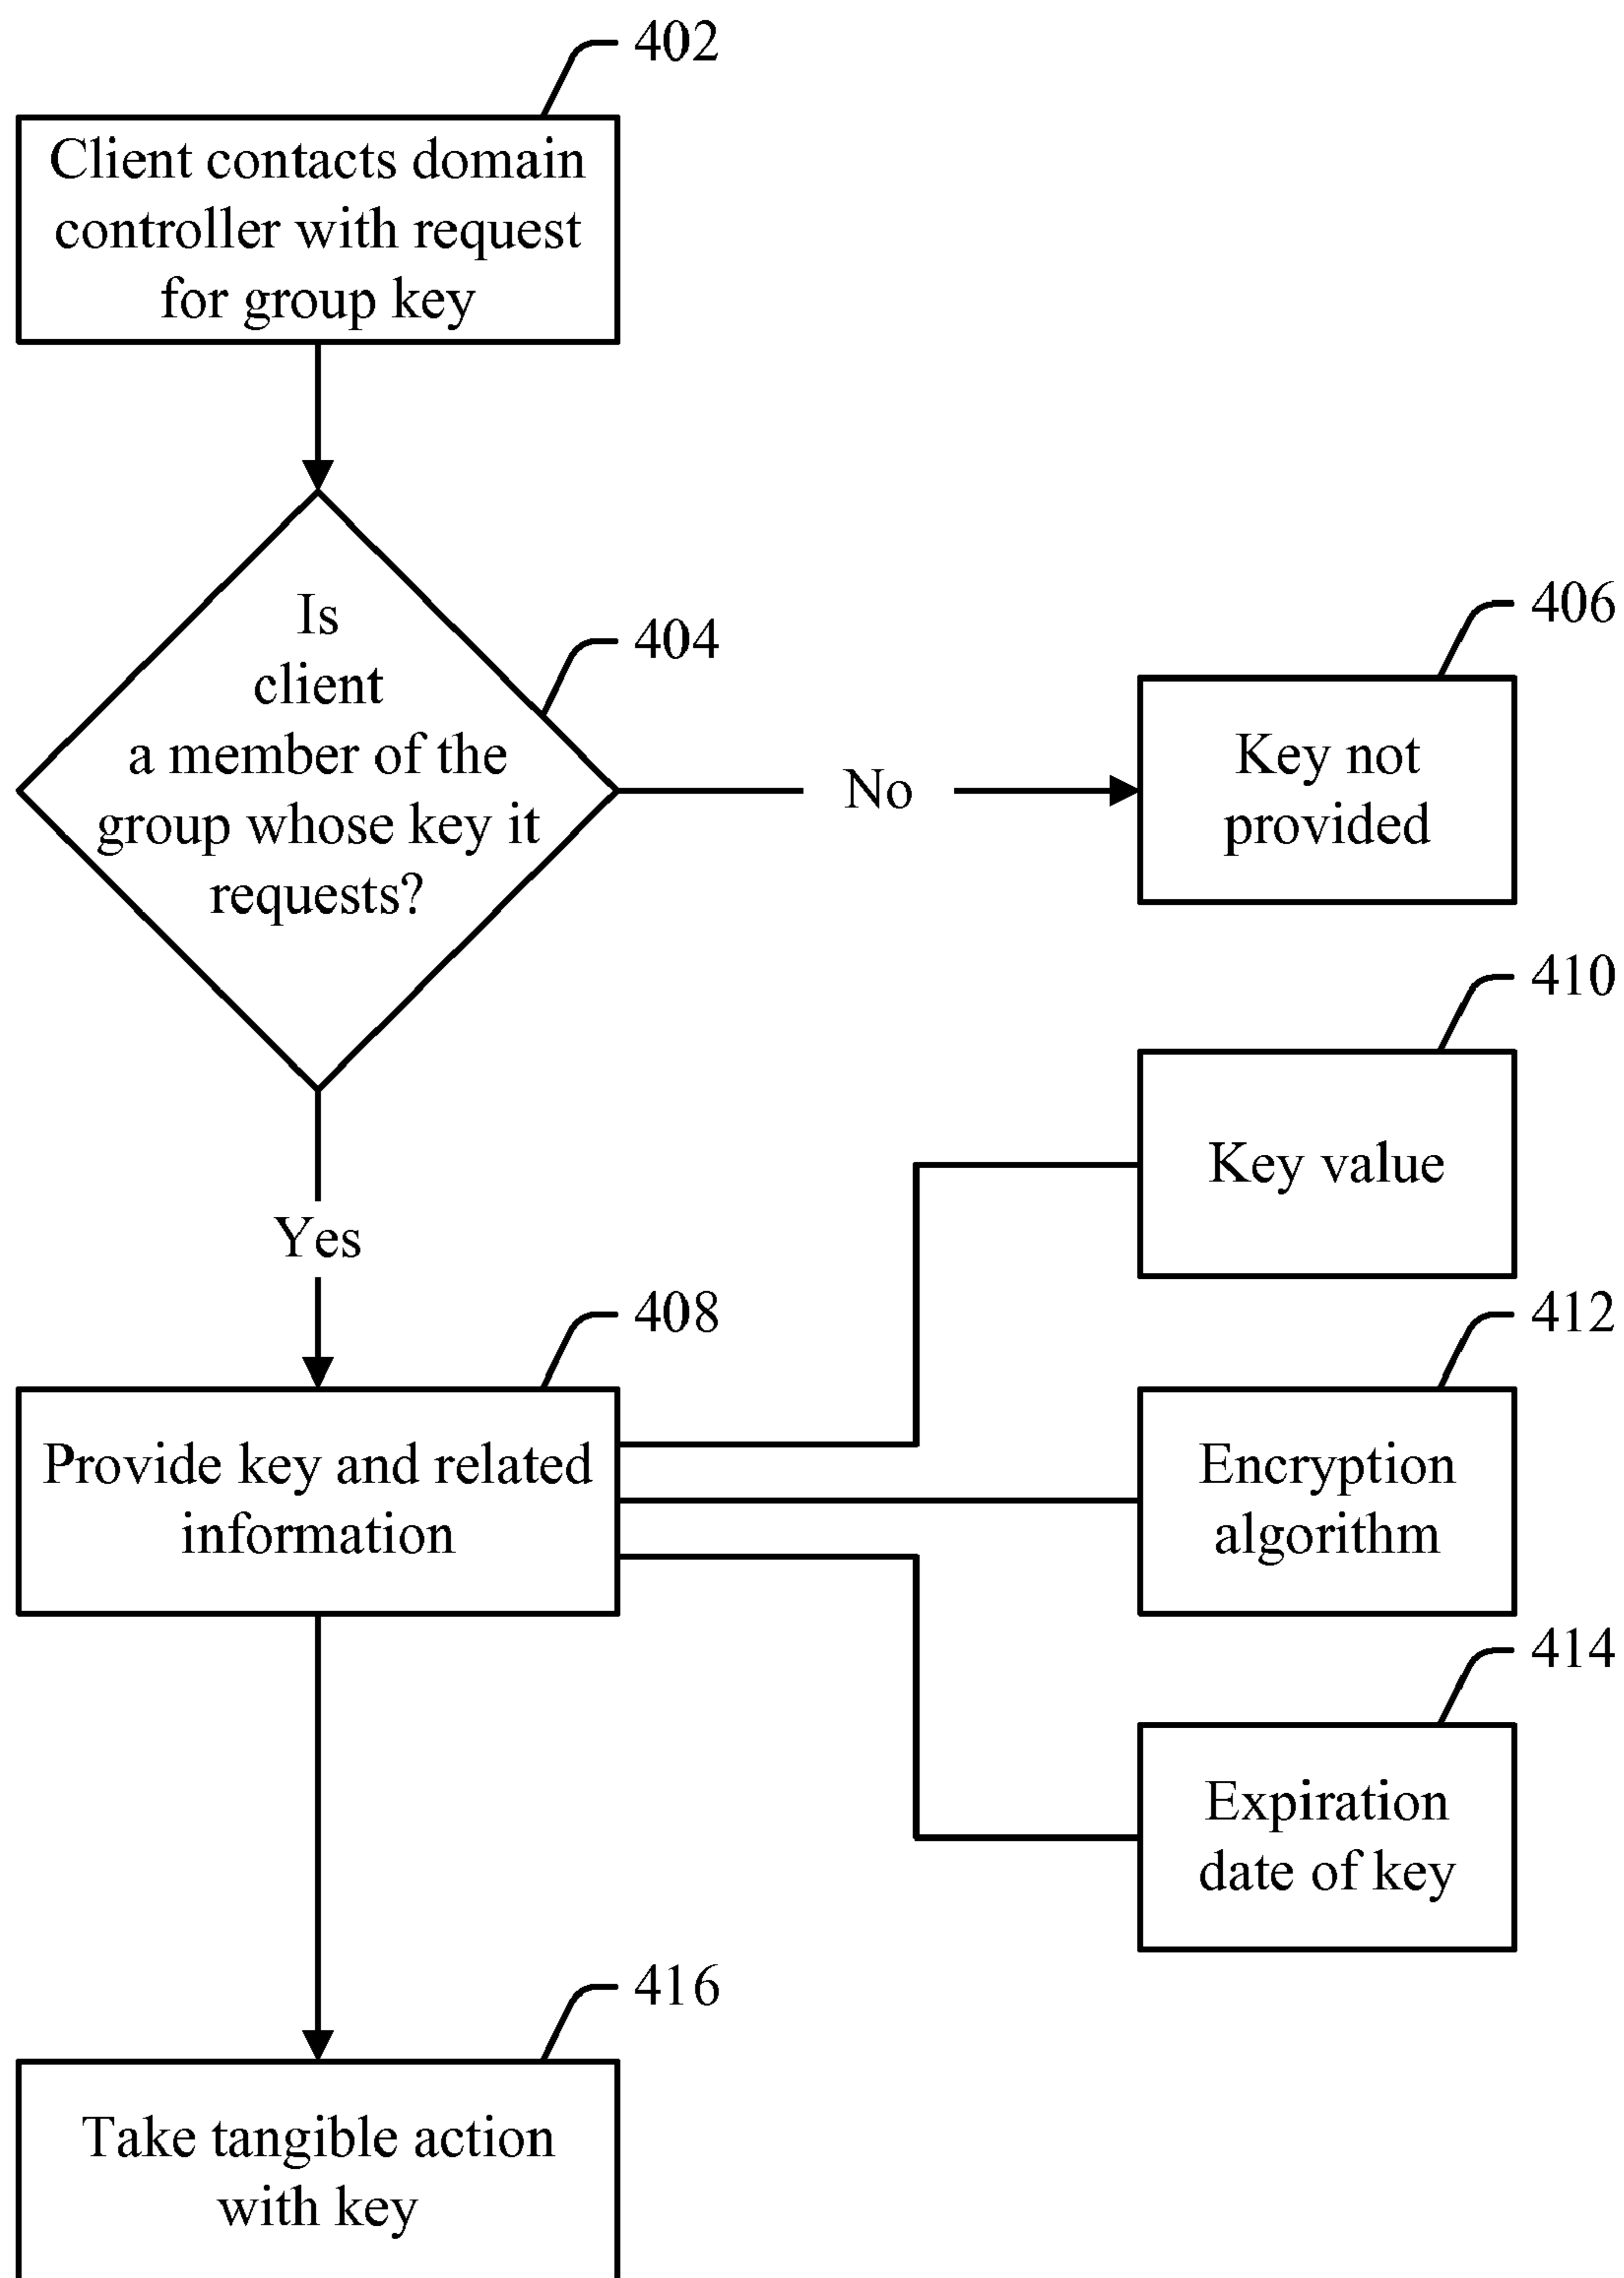 402
Client contacts domain
controller with request
for group key
404
Is
client
a member of the
group whose key it
requests?
No
406
Key not
provided
Yes
408
Provide key and related
information
410
Key value
412
Encryption
algorithm
414
Expiration
date of key
416
Take tangible action
with key